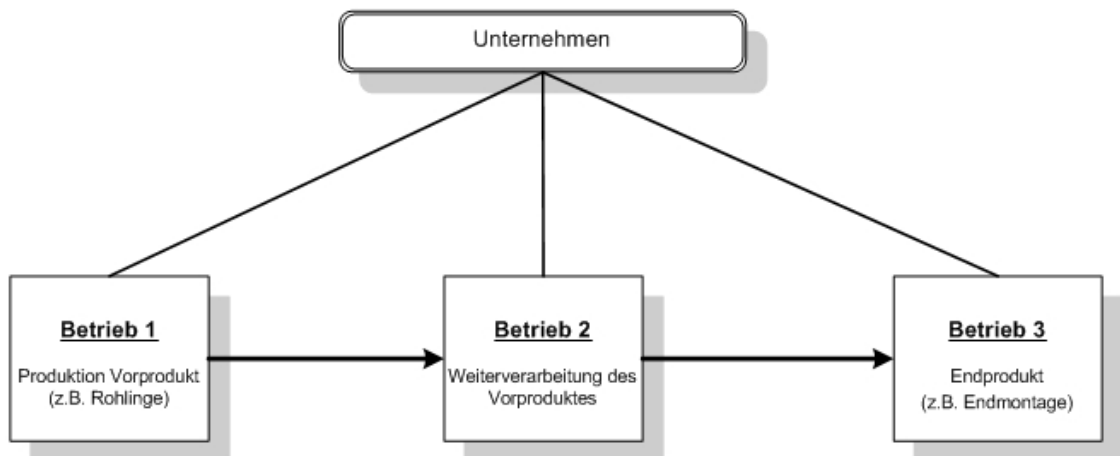 Unternehmen
Betrieb 1
Produktion Vorprodukt
(z.B. Rohlinge)
Betrieb 2
Weiterverarbeitung des
Vorproduktes
Betrieb 3
Endprodukt
(z.B. Endmontage)